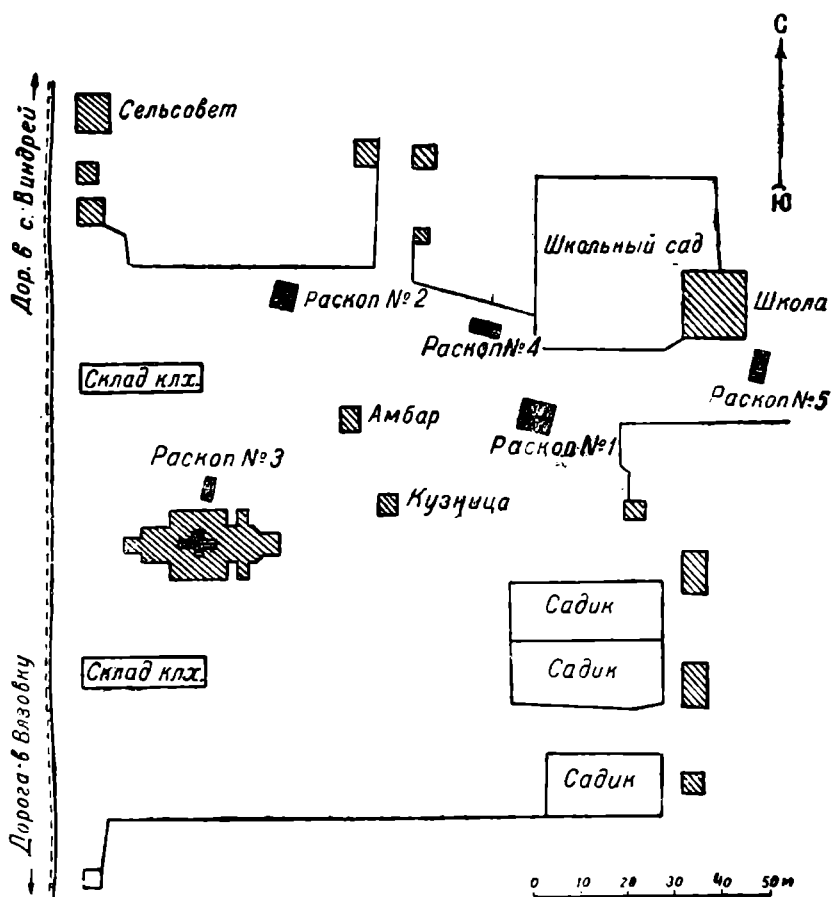 С
Сельсовет
Дор. в с. Виндрей
Ю
Школьный сад
Школа
Раскоп №2
Раскоп №4
Склад клх.
Раскоп №5
Амбар
Раскоп №1
Раскоп №3
Кузница
Садик
Садик
Склад клх.
Садик
Дорога в Вязовку
0 10 20 30 40 50 м